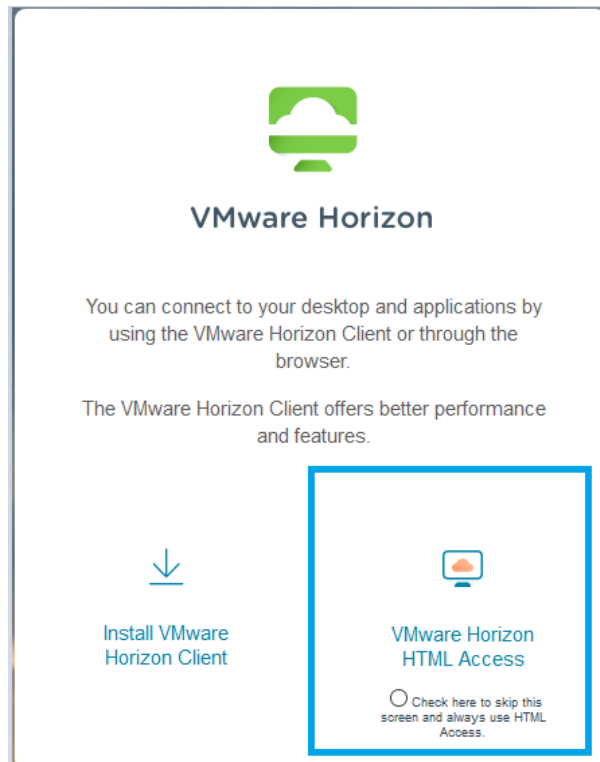 VMware Horizon
You can connect to your desktop and applications by
using the VMware Horizon Client or through the
browser.
The VMware Horizon Client offers better performance
and features.
Install VMware
Horizon Client
VMware Horizon
HTML Access
Check here to skip this
screen and always use HTML
Access.